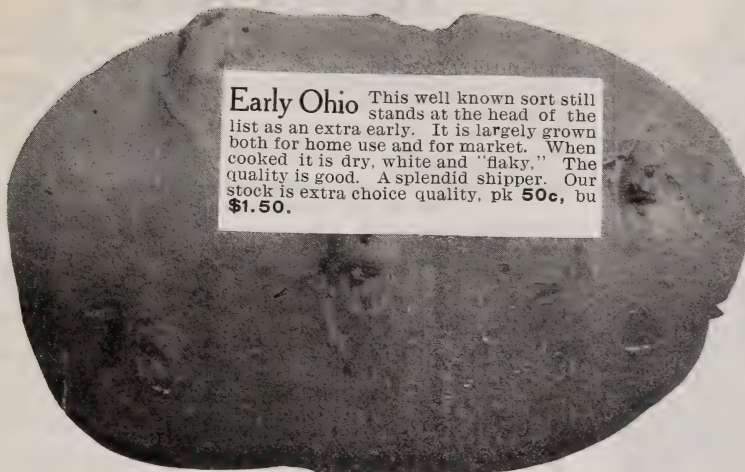 Early Ohio This well known sort still
stands at the head of the
list as an extra early. It is largely grown
both for home use and for market. When
cooked it is dry, white and "flaky," The
quality is good. A splendid shipper. Our
stock is extra choice quality, pk 50c, bu
$1.50.